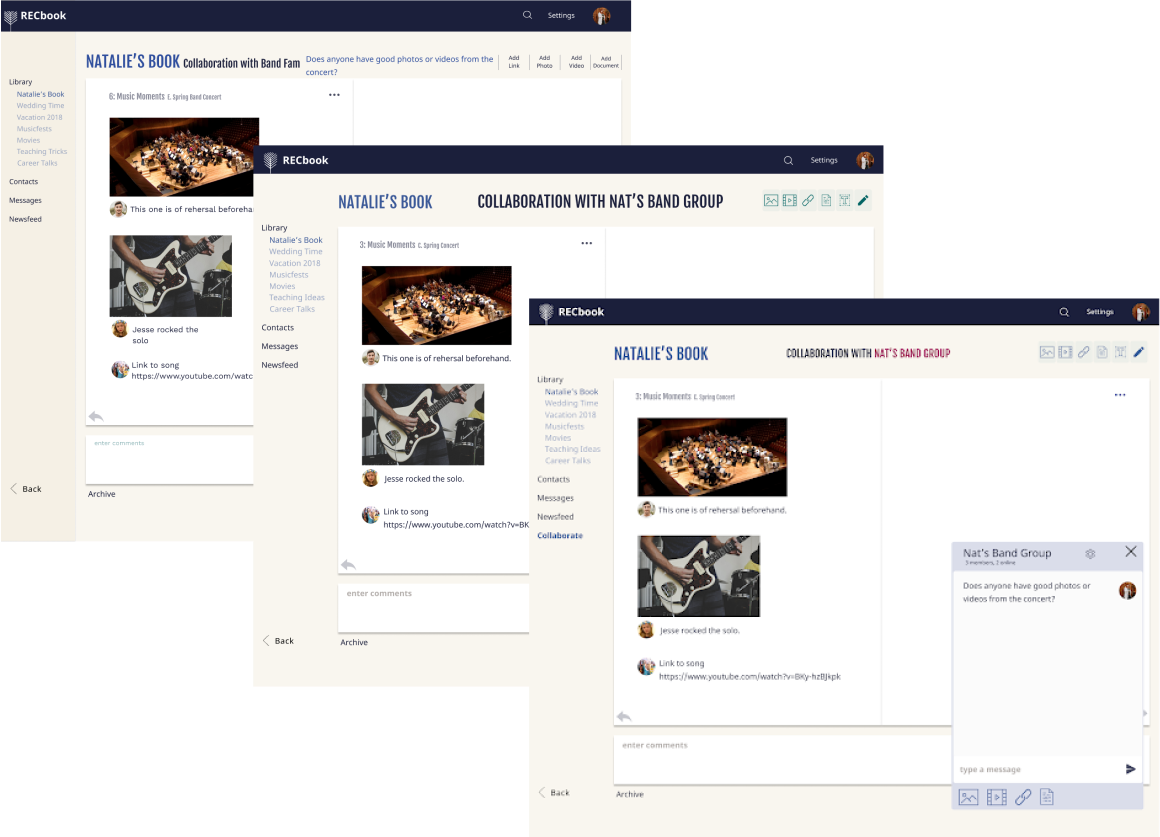 RECbook
Settings
NATALIE'S BOOK Collaboration with Band Fam
Does anyone have good photos or videos from the
concert?
Add
Link
Add
Photo
Add
Video
Add
Document
Library
Natalie's Book
Wedding Time
Vacation 2018
Musicfests
Movies
Teaching Tricks
Career Talks
Contacts
Messages
Newsfeed
6: Music Moments E. Spring Band Concert
This one is of rehersal beforeha
Jesse rocked the
solo
Link to song
https://www.youtube.com/watc
enter comments
Back
Archive
RECbook
Settings
NATALIE'S BOOK
COLLABORATION WITH NAT'S BAND GROUP
Library
Natalie's Book
Wedding Time
Vacation 2018
Musicfests
Movies
Teaching Ideas
Career Talks
Contacts
Messages
Newsfeed
3: Music Moments E. Spring Concert
This one is of rehersal beforehand.
Jesse rocked the solo.
Link to song
https://www.youtube.com/watch?v=BK
enter comments
Back
Archive
RECbook
Settings
NATALIE'S BOOK
COLLABORATION WITH NAT'S BAND GROUP
Library
Natalie's Book
Wedding Time
Vacation 2018
Musicfests
Movies
Teaching Ideas
Career Talks
Contacts
Messages
Newsfeed
Collaborate
3: Music Moments E. Spring Concert
This one is of rehersal beforehand.
Jesse rocked the solo.
Link to song
https://www.youtube.com/watch?v=BKy-hzBJkpk
enter comments
Back
Archive
Nat's Band Group
3 members, 2 online
Does anyone have good photos or
videos from the concert?
type a message